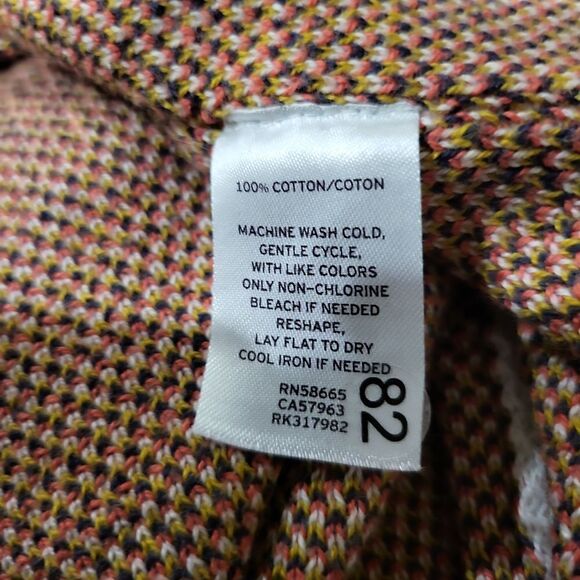 100% COTTON/COTON
MACHINE WASH COLD,
GENTLE CYCLE,
WITH LIKE COLORS
ONLY NON-CHLORINE
BLEACH IF NEEDED
RESHAPE,
LAY FLAT TO DRY
COOL IRON IF NEEDED
RN58665
CA57963
RK317982
82